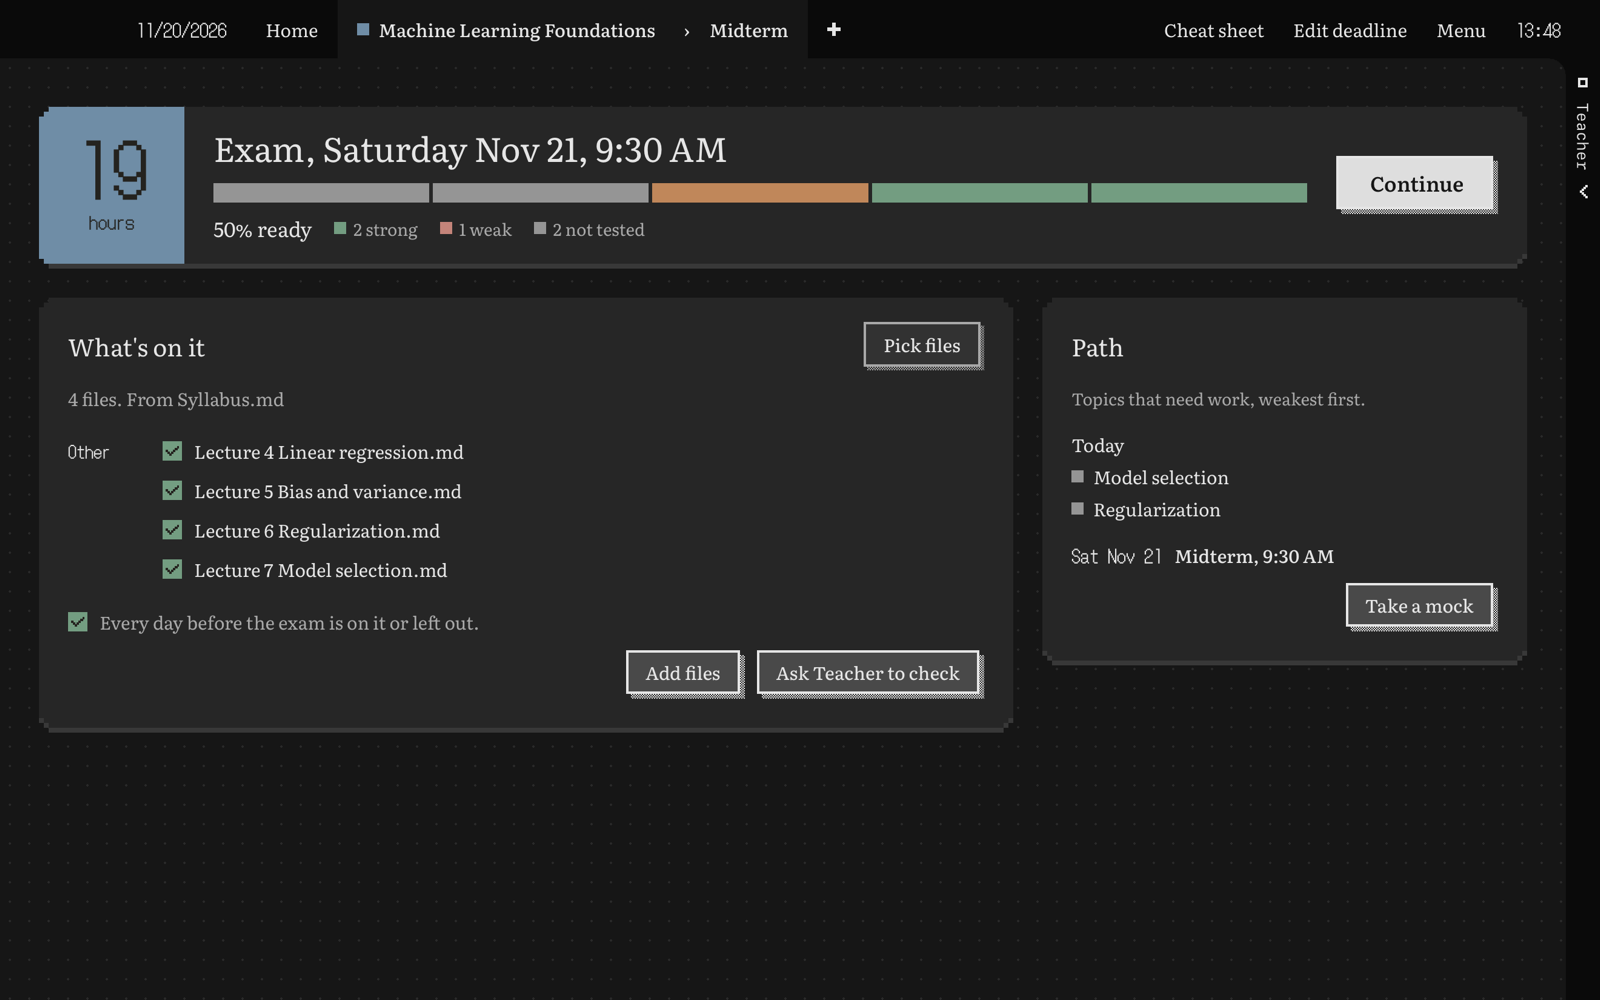 11/20/2026 Home Machine Learning Foundations › Midterm Cheat sheet Edit deadline Menu 13:48
Teacher
19
hours
Exam, Saturday Nov 21, 9:30 AM
50% ready 2 strong 1 weak 2 not tested
Continue
What's on it
Pick files
4 files. From Syllabus.md
Other
Lecture 4 Linear regression.md
Lecture 5 Bias and variance.md
Lecture 6 Regularization.md
Lecture 7 Model selection.md
Every day before the exam is on it or left out.
Add files
Ask Teacher to check
Path
Topics that need work, weakest first.
Today
Model selection
Regularization
Sat Nov 21 Midterm, 9:30 AM
Take a mock